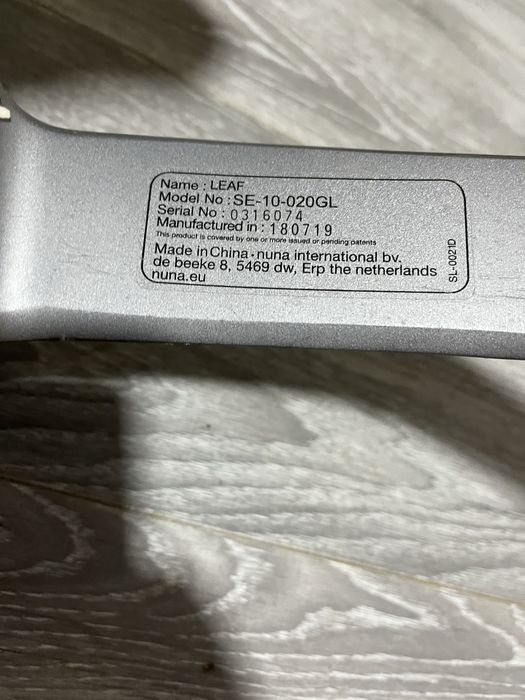 Name : LEAF
Model No : SE-10-020GL
Serial No : 0316074
Manufactured in : 180719
This product is covered by one or more issued or pending patents
Made in China • nuna international bv.
de beeke 8, 5469 dw, Erp the netherlands
nuna.eu
SL-0021D